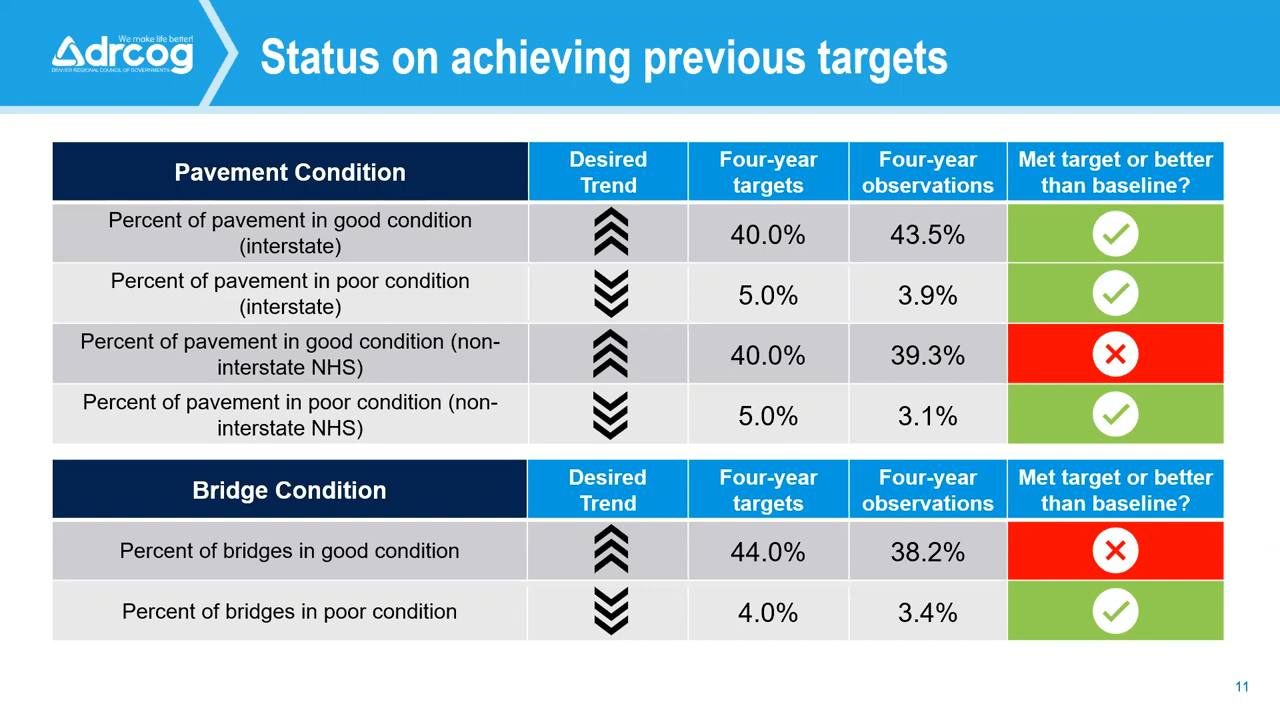 We make life better!
drcog
DENVER REGIONAL COUNCIL OF GOVERNMENTS
Status on achieving previous targets
Pavement Condition
Desired
Trend
Four-year
targets
Four-year
observations
Met target or better
than baseline?
Percent of pavement in good condition
(interstate)
40.0%
43.5%
Percent of pavement in poor condition
(interstate)
5.0%
3.9%
Percent of pavement in good condition (non-
interstate NHS)
40.0%
39.3%
Percent of pavement in poor condition (non-
interstate NHS)
5.0%
3.1%
Bridge Condition
Desired
Trend
Four-year
targets
Four-year
observations
Met target or better
than baseline?
Percent of bridges in good condition
44.0%
38.2%
Percent of bridges in poor condition
4.0%
3.4%
11